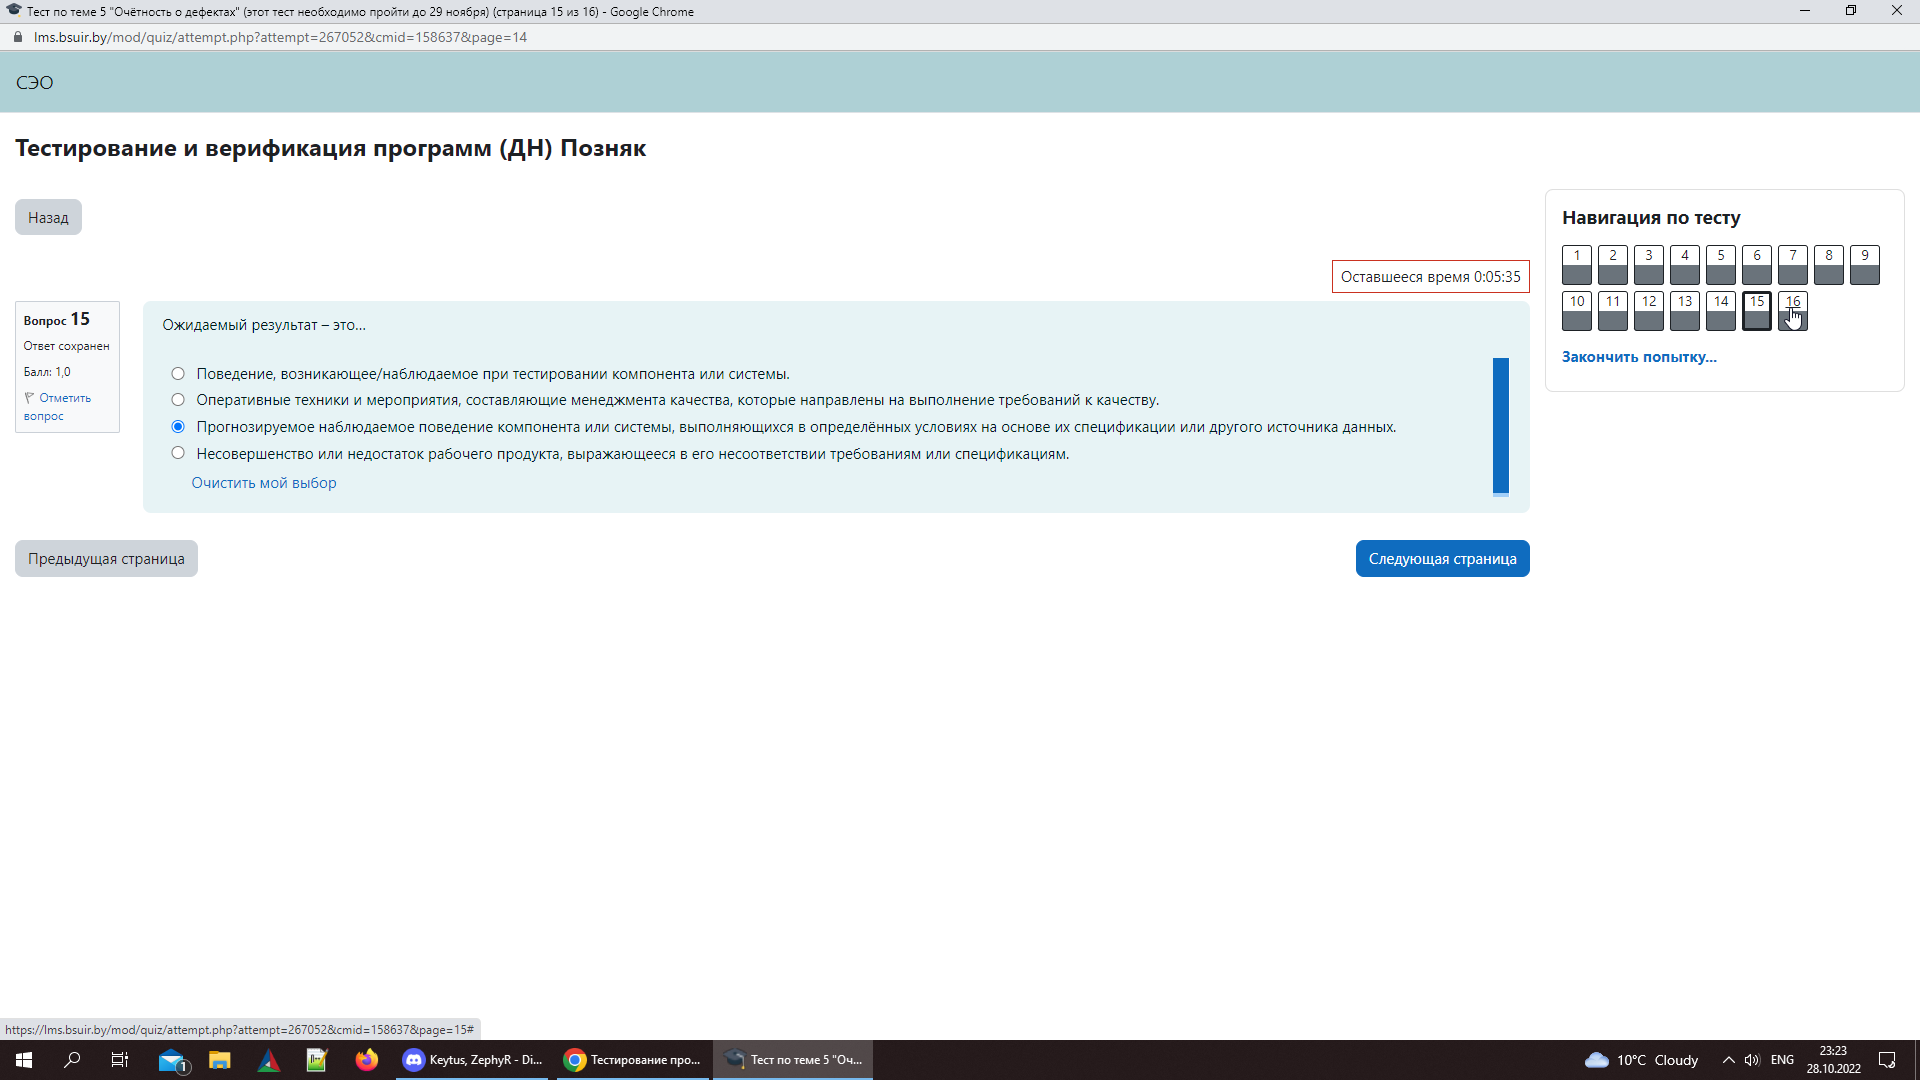 Тест по теме 5 "Очётность о дефектах" (этот тест необходимо пройти до 29 ноября) (страница 15 из 16) - Google Chrome
lms.bsuir.by/mod/quiz/attempt.php?attempt=267052&cmid=158637&page=14
СЭО
Тестирование и верификация программ (ДН) Позняк
Назад
Оставшееся время 0:05:35
Вопрос 15
Ответ сохранен
Балл: 1,0
Отметить вопрос
Ожидаемый результат – это...
Поведение, возникающее/наблюдаемое при тестировании компонента или системы.
Оперативные техники и мероприятия, составляющие менеджмента качества, которые направлены на выполнение требований к качеству.
Прогнозируемое наблюдаемое поведение компонента или системы, выполняющихся в определённых условиях на основе их спецификации или другого источника данных.
Несовершенство или недостаток рабочего продукта, выражающееся в его несоответствии требованиям или спецификациям.
Очистить мой выбор
Предыдущая страница
Следующая страница
Навигация по тесту
1 2 3 4 5 6 7 8 9
10 11 12 13 14 15 16
Закончить попытку...
https://lms.bsuir.by/mod/quiz/attempt.php?attempt=267052&cmid=158637&page=15#
1
Keytus, ZephyR - Di...
Тестирование про...
Тест по теме 5 "Оч...
10°C Cloudy
ENG
23:23
28.10.2022